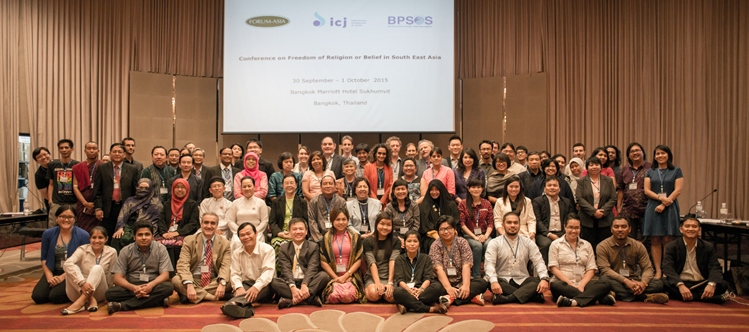 FORUM-ASIA
icj
BPSOS
Conference on Freedom of Religion or Belief in South East Asia
30 September – 1 October 2015
Bangkok Marriott Hotel Sukhumvit
Bangkok, Thailand